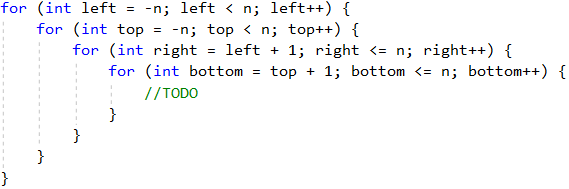 for (int left = -n; left < n; left++) {
    for (int top = -n; top < n; top++) {
        for (int right = left + 1; right <= n; right++) {
            for (int bottom = top + 1; bottom <= n; bottom++) {
                //TODO
            }
        }
    }
}